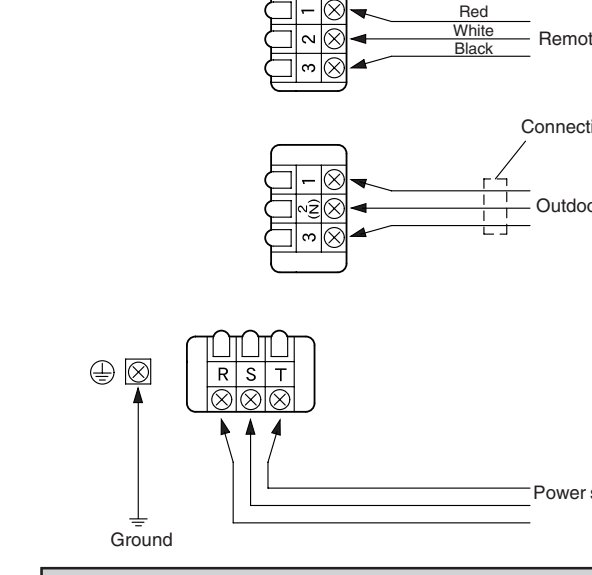 1
Red
2
White
Remot
3
Black
Connecti
1
2
(N)
Outdoo
3
R S T
Power s
Ground